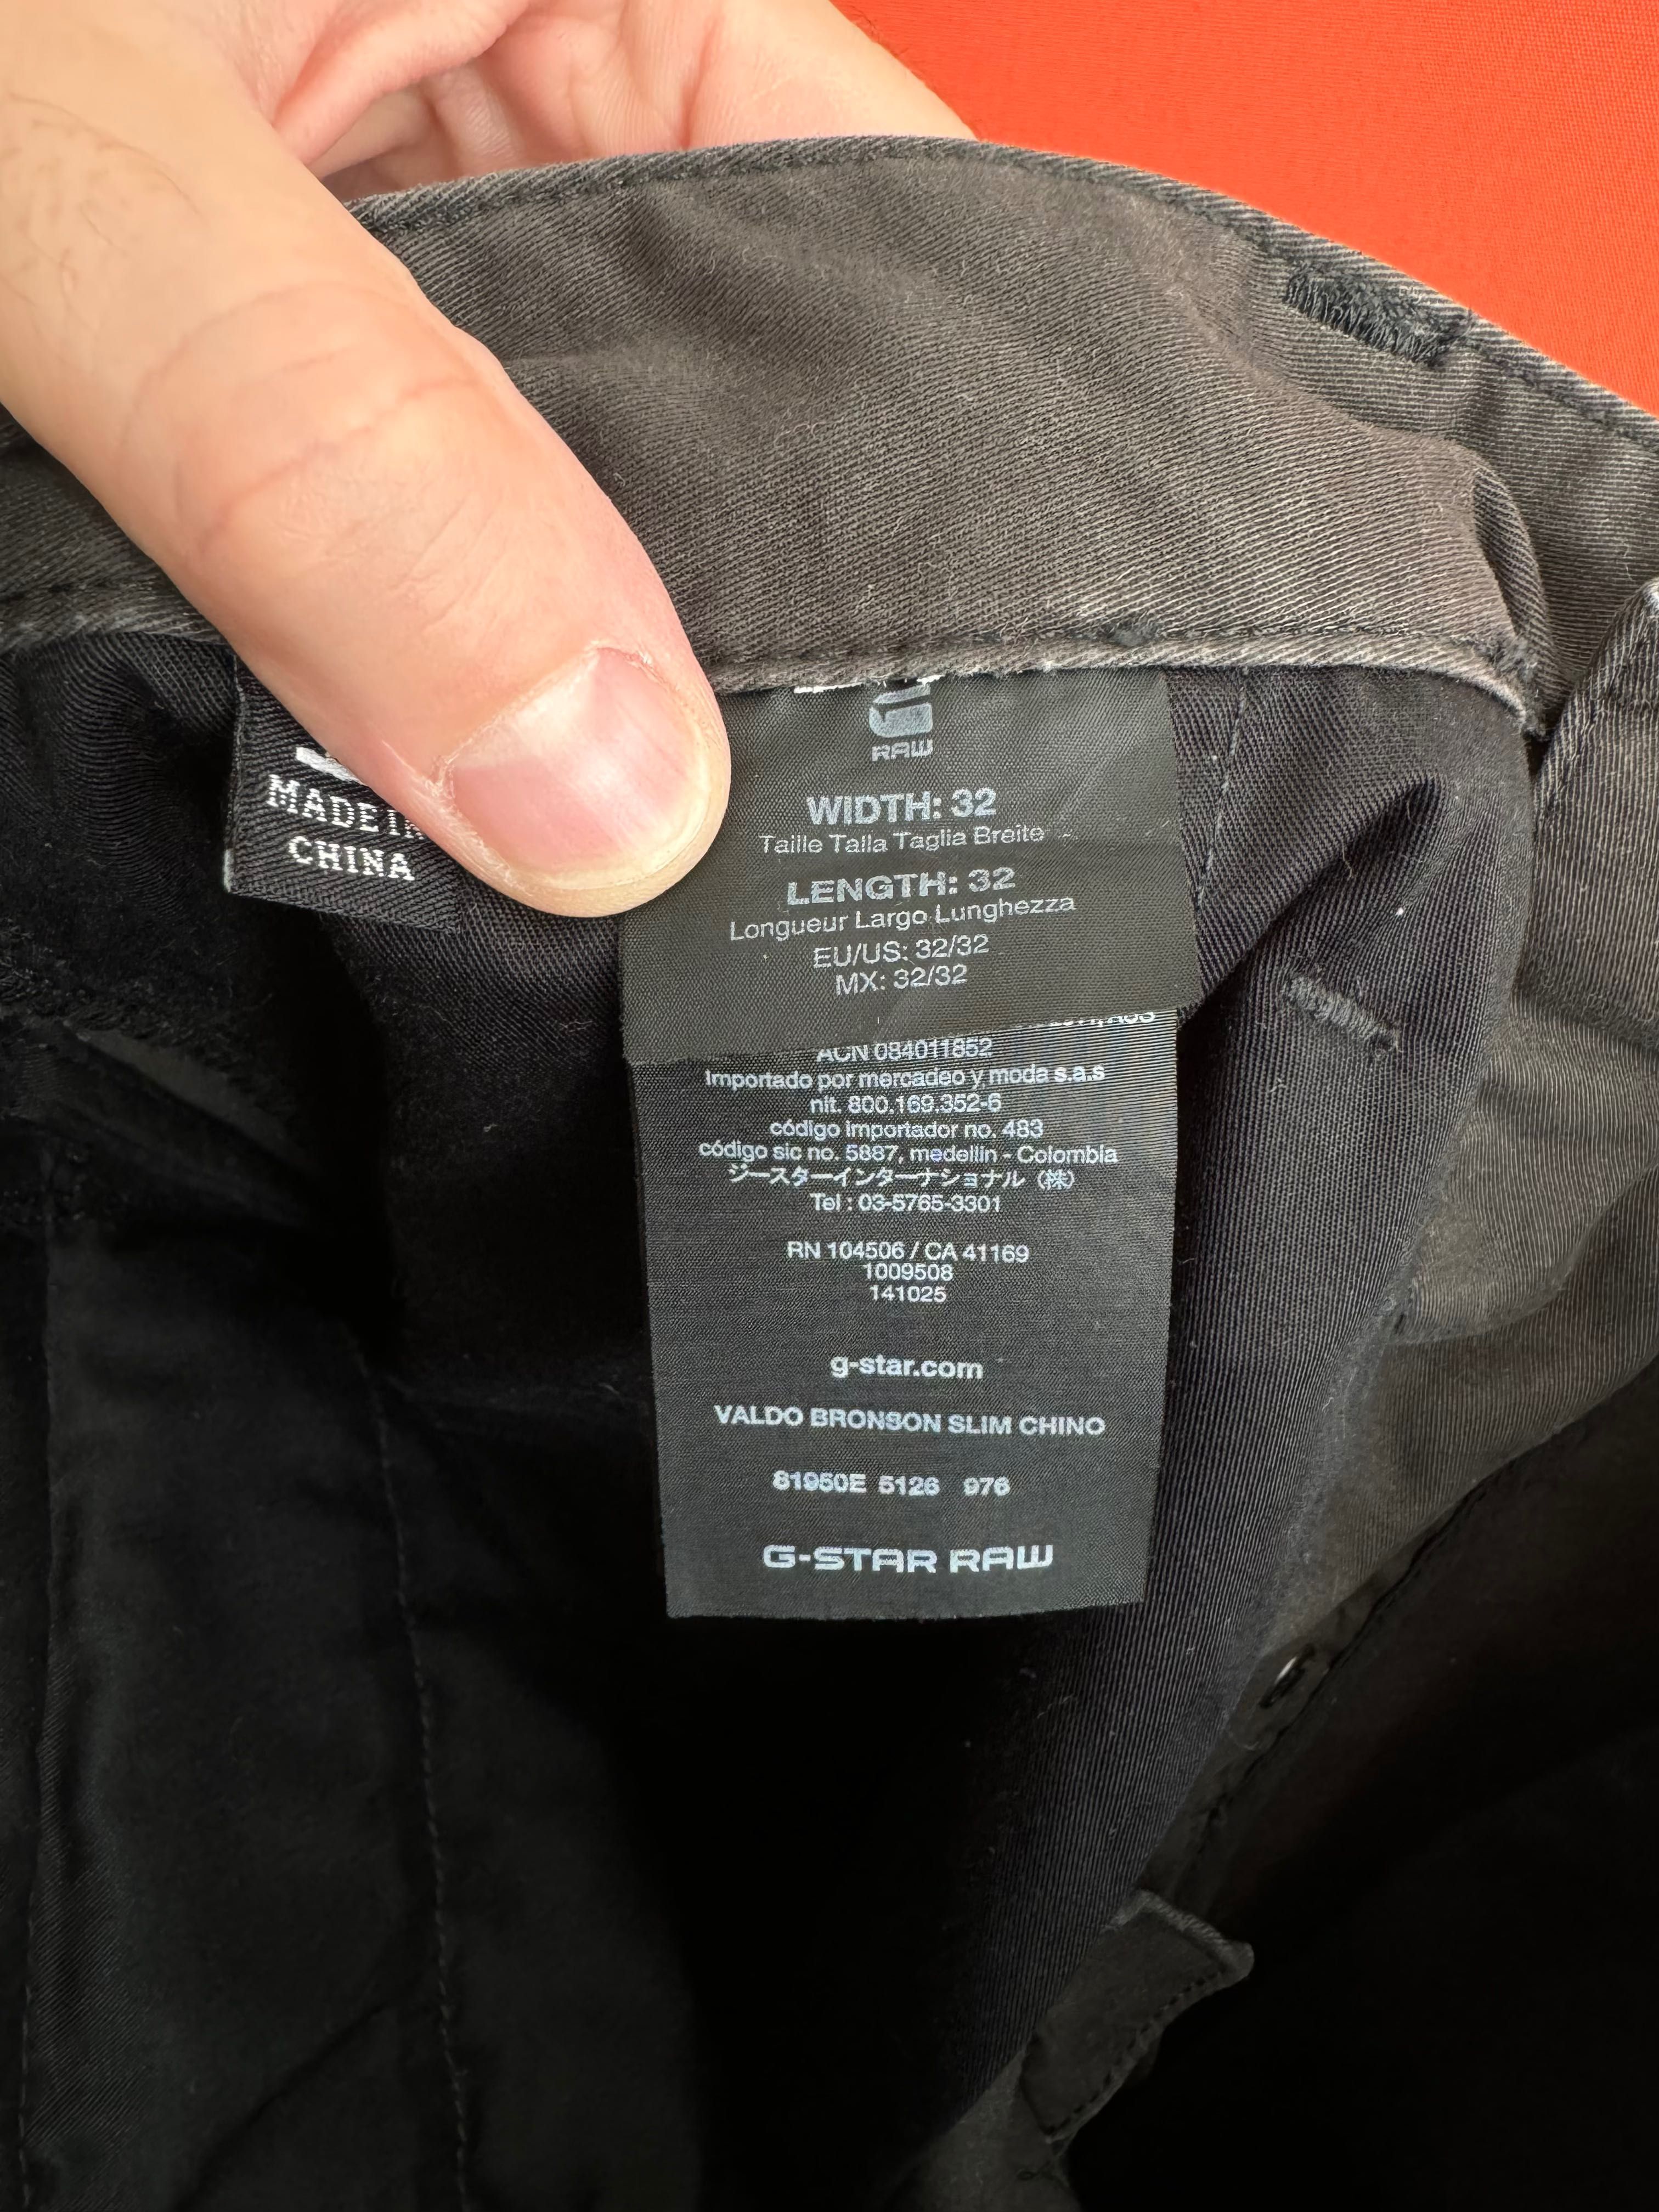 MADE IN
CHINA
RAW
WIDTH: 32
Taille Talla Taglia Breite
LENGTH: 32
Longueur Largo Lunghezza
EU/US: 32/32
MX: 32/32
ACN 084011852
Importado por mercadeo y moda s.a.s
nit. 800.169.352-6
código importador no. 483
código sic no. 5887, medellin - Colombia
ジースターインターナショナル (株)
Tel : 03-5765-3301
RN 104506 / CA 41169
1009508
141025
g-star.com
VALDO BRONSON SLIM CHINO
81950E 5126 976
G-STAR RAW